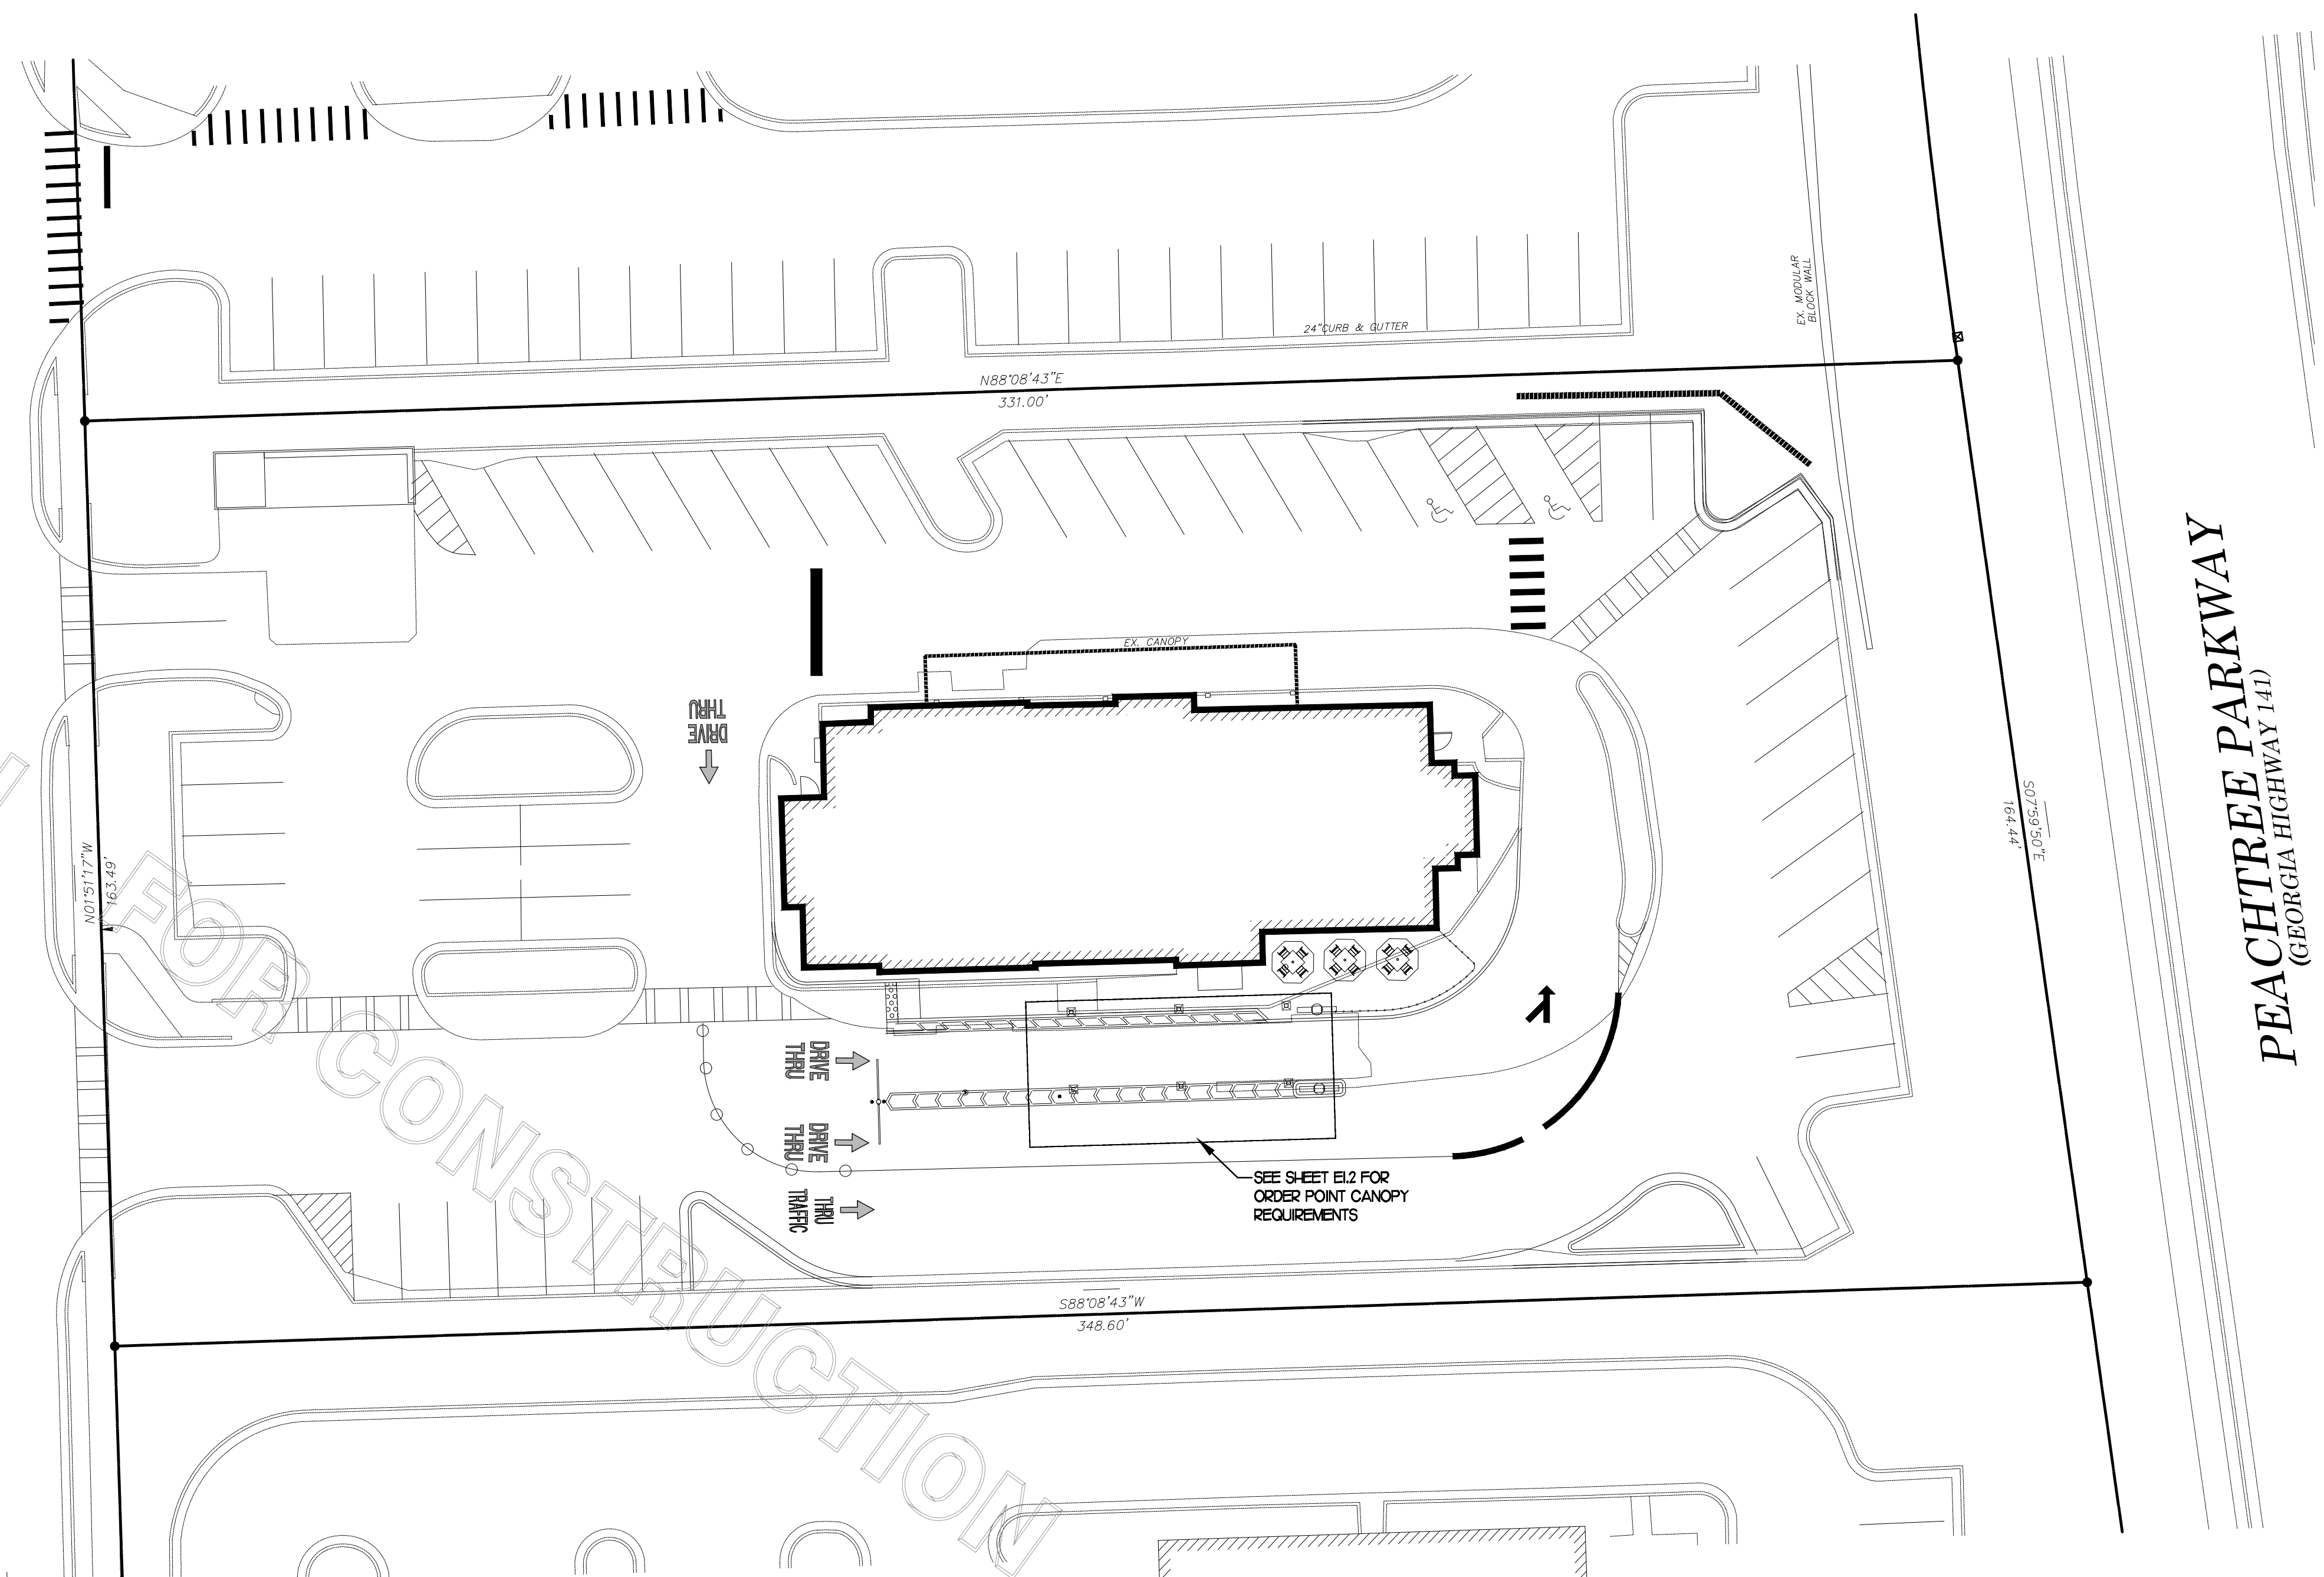 EX. MODULAR
BLOCK WALL
24"CURB & GUTTER
N88°08'43"E
331.00'
PEACHTREE PARKWAY
(GEORGIA HIGHWAY 141)
EX. CANOPY
DRIVE
THRU
S07°59'50"E
164.44'
N01°51'17"W
163.49'
DRIVE
THRU
DRIVE
THRU
THRU
TRAFFIC
SEE SHEET E1.2 FOR
ORDER POINT CANOPY
REQUIREMENTS
S88°08'43"W
348.60'
FOR CONSTRUCTION